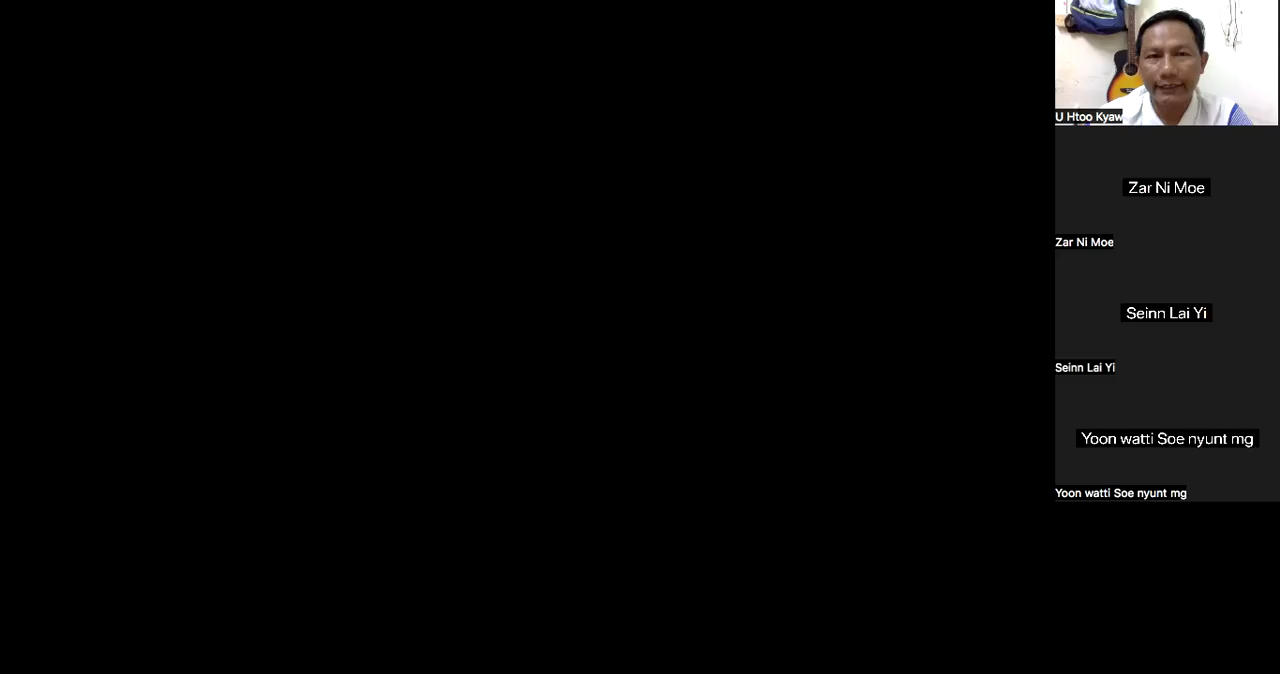 U Htoo Kyaw
Zar Ni Moe
Zar Ni Moe
Seinn Lai Yi
Seinn Lai Yi
Yoon watti Soe nyunt mg
Yoon watti Soe nyunt mg